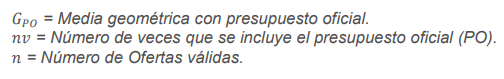 G_PO = Media geométrica con presupuesto oficial.
nv = Número de veces que se incluye el presupuesto oficial (PO).
n = Número de Ofertas válidas.